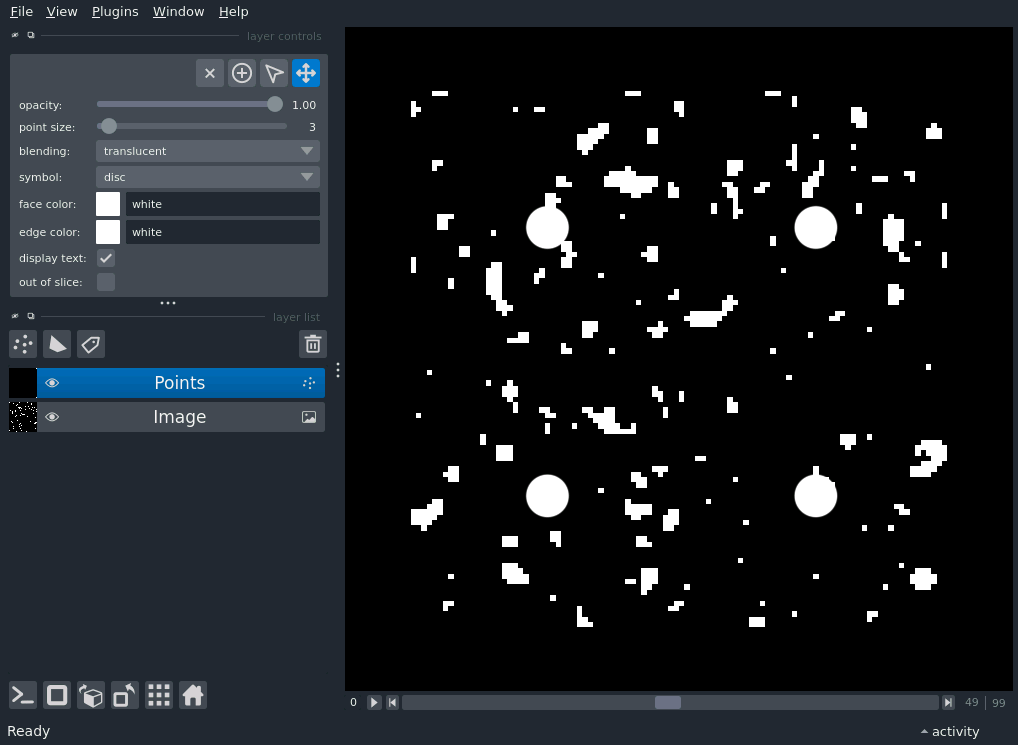 File View Plugins Window Help
layer controls
opacity: 1.00
point size: 3
blending: translucent
symbol: disc
face color: white
edge color: white
display text:
out of slice:
layer list
Points
Image
0 49 99
Ready activity